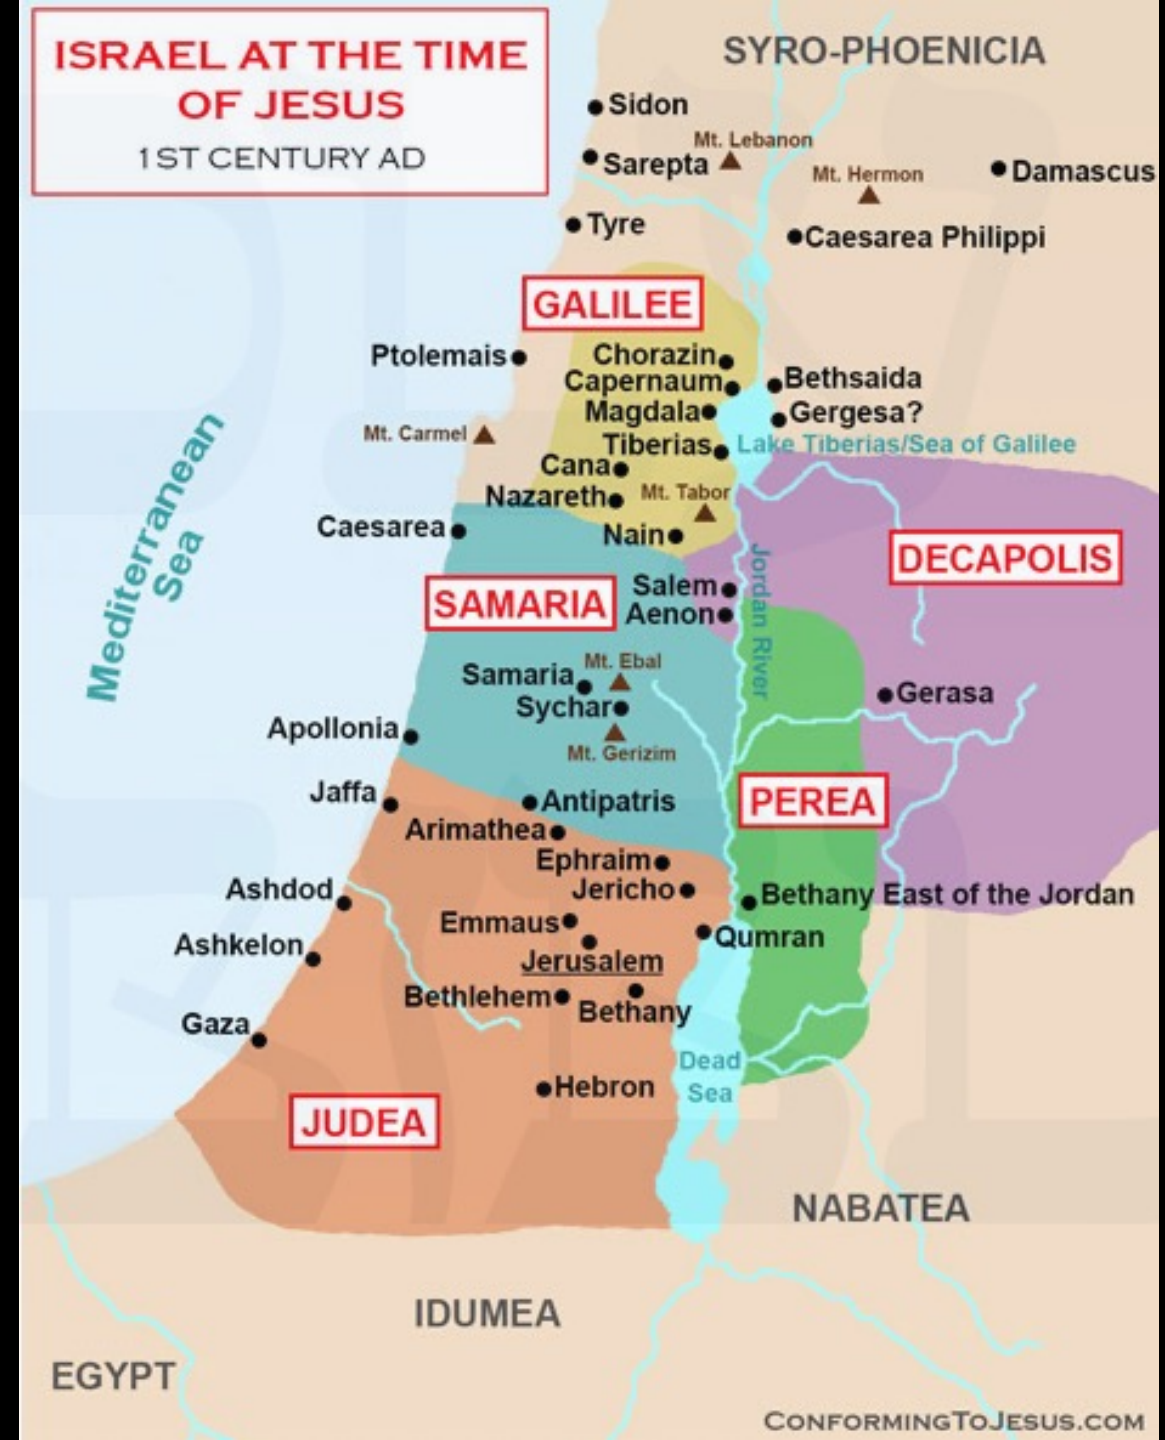 ISRAEL AT THE TIME
OF JESUS
1ST CENTURY AD
SYRO-PHOENICIA
Sidon
Mt. Lebanon
Sarepta
Mt. Hermon
Damascus
Tyre
Caesarea Philippi
GALILEE
Ptolemais
Chorazin
Capernaum
Bethsaida
Magdala
Gergesa?
Mt. Carmel
Tiberias
Lake Tiberias/Sea of Galilee
Cana
Nazareth
Mt. Tabor
Mediterranean
Sea
Caesarea
Nain
DECAPOLIS
Jordan River
SAMARIA
Salem
Aenon
Mt. Ebal
Samaria
Sychar
Gerasa
Apollonia
Mt. Gerizim
Jaffa
Antipatris
PEREA
Arimathea
Ephraim
Jericho
Ashdod
Bethany East of the Jordan
Emmaus
Qumran
Ashkelon
Jerusalem
Bethlehem
Bethany
Gaza
Dead
Sea
Hebron
JUDEA
NABATEA
IDUMEA
EGYPT
CONFORMINGTOJESUS.COM